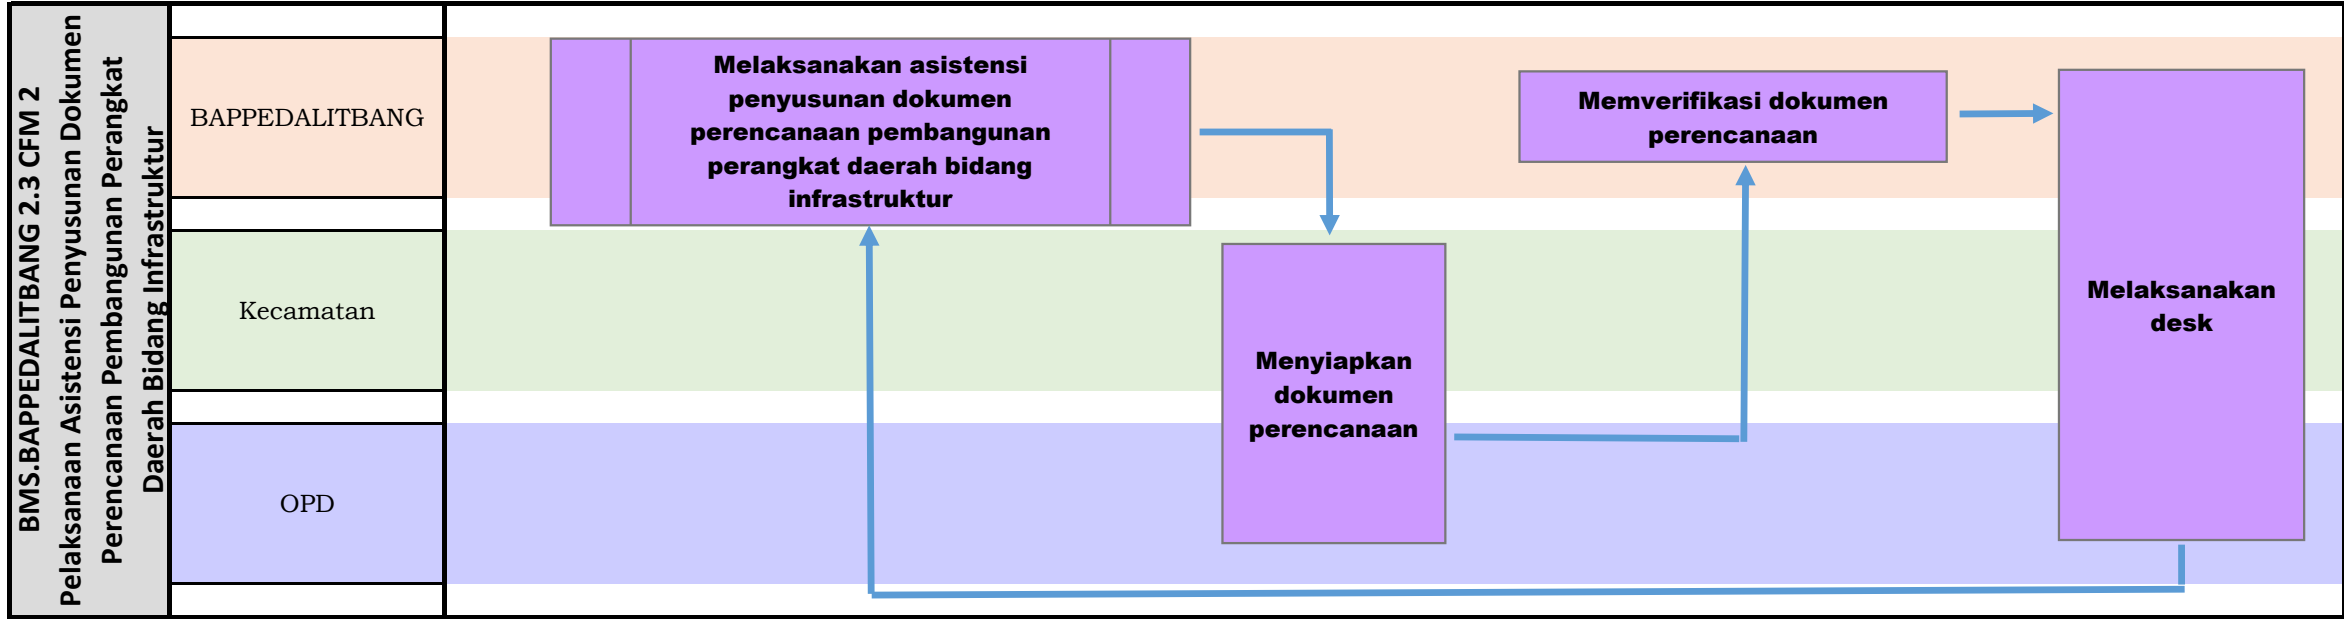 BMS.BAPPEDALITBANG 2.3 CFM 2
Pelaksanaan Asistensi Penyusunan Dokumen
Perencanaan Pembangunan Perangkat
Daerah Bidang Infrastruktur
BAPPEDALITBANG
Kecamatan
OPD
Melaksanakan asistensi
penyusunan dokumen
perencanaan pembangunan
perangkat daerah bidang
infrastruktur
Menyiapkan
dokumen
perencanaan
Memverifikasi dokumen
perencanaan
Melaksanakan
desk